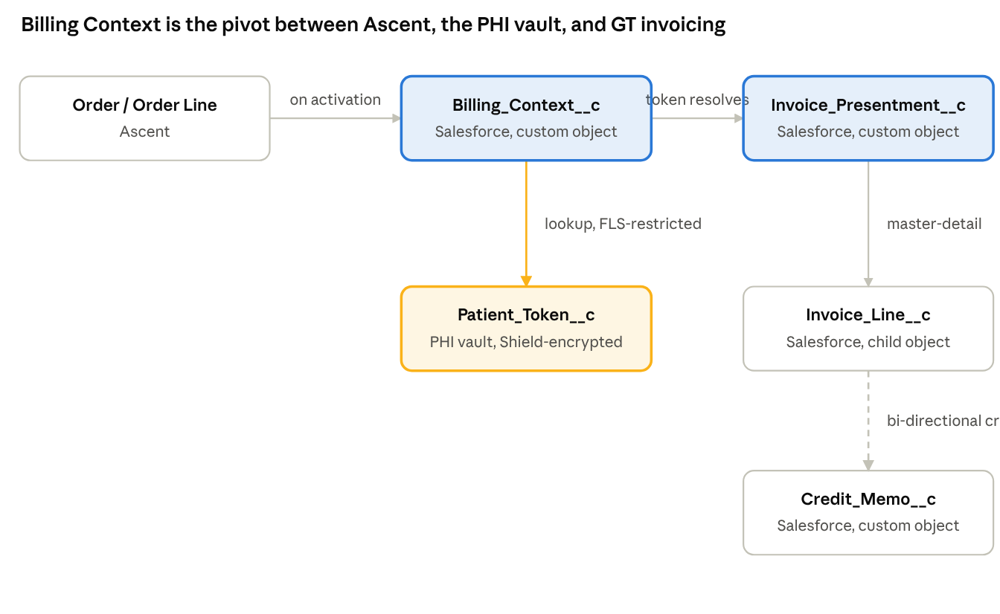 Billing Context is the pivot between Ascent, the PHI vault, and GT invoicing
Order / Order Line
Ascent
on activation
Billing_Context__c
Salesforce, custom object
token resolves
Invoice_Presentment__c
Salesforce, custom object
lookup, FLS-restricted
master-detail
Patient_Token__c
PHI vault, Shield-encrypted
Invoice_Line__c
Salesforce, child object
bi-directional cr
Credit_Memo__c
Salesforce, custom object